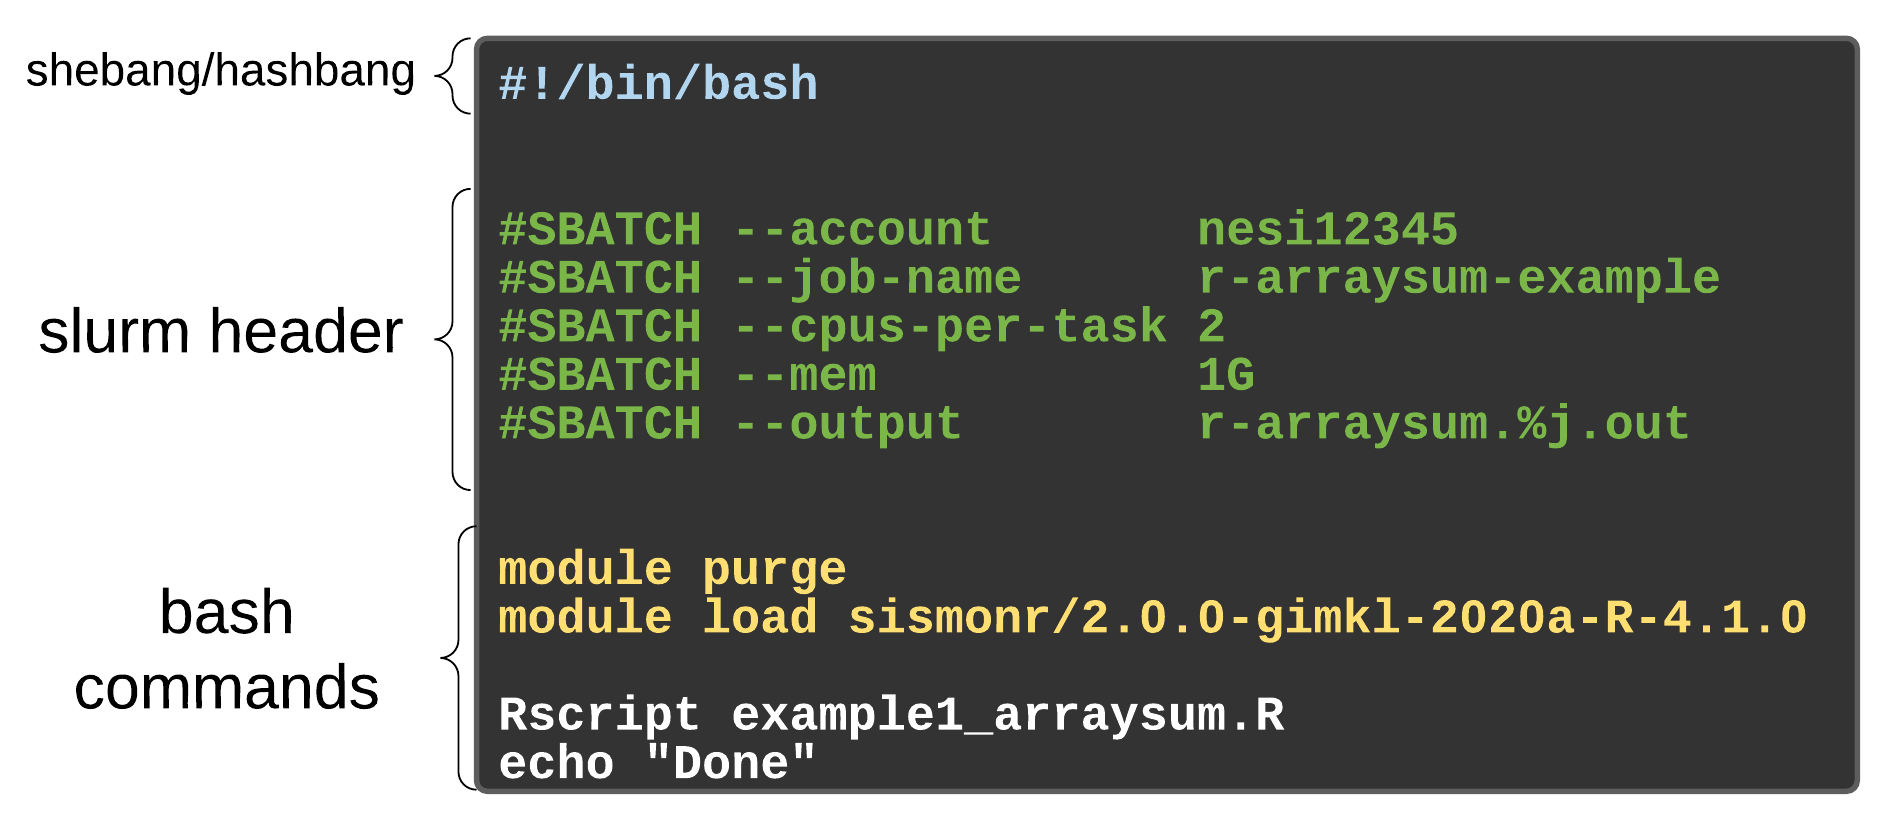 shebang/hashbang
#!/bin/bash
slurm header
#SBATCH --account       nesi12345
#SBATCH --job-name      r-arraysum-example
#SBATCH --cpus-per-task 2
#SBATCH --mem           1G
#SBATCH --output        r-arraysum.%j.out
bash
commands
module purge
module load sismonr/2.0.0-gimkl-2020a-R-4.1.0
Rscript example1_arraysum.R
echo "Done"